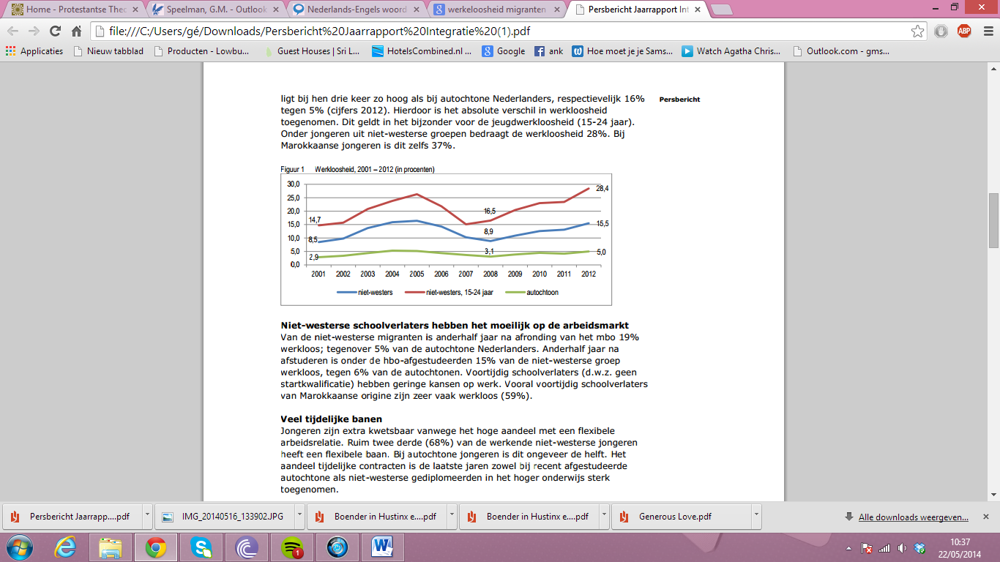 Home - Protestantse Theo
Speelman, G.M. - Outlook
Nederlands-Engels woord
werkeloosheid migranten
Persbericht Jaarrapport Int
file:///C:/Users/gé/Downloads/Persbericht%20Jaarrapport%20Integratie%20(1).pdf
ABP
Applicaties
Nieuw tabblad
Producten - Lowbu...
Guest Houses | Sri L...
HotelsCombined.nl ...
Google
ank
Hoe moet je je Sams...
Watch Agatha Chris...
Outlook.com - gms...
ligt bij hen drie keer zo hoog als bij autochtone Nederlanders, respectievelijk 16%
Persbericht
tegen 5% (cijfers 2012). Hierdoor is het absolute verschil in werkloosheid
toegenomen. Dit geldt in het bijzonder voor de jeugdwerkloosheid (15-24 jaar).
Onder jongeren uit niet-westerse groepen bedraagt de werkloosheid 28%. Bij
Marokkaanse jongeren is dit zelfs 37%.
Figuur 1 Werkloosheid, 2001 – 2012 (in procenten)
30,0
25,0
20,0
15,0
10,0
5,0
0,0
14,7
8,5
2,9
16,5
8,9
3,1
28,4
15,5
5,0
2001 2002 2003 2004 2005 2006 2007 2008 2009 2010 2011 2012
niet-westers niet-westers, 15-24 jaar autochtoon
Niet-westerse schoolverlaters hebben het moeilijk op de arbeidsmarkt
Van de niet-westerse migranten is anderhalf jaar na afronding van het mbo 19%
werkloos; tegenover 5% van de autochtone Nederlanders. Anderhalf jaar na
afstuderen is onder de hbo-afgestudeerden 15% van de niet-westerse groep
werkloos, tegen 6% van de autochtonen. Voortijdig schoolverlaters (d.w.z. geen
startkwalificatie) hebben geringe kansen op werk. Vooral voortijdig schoolverlaters
van Marokkaanse origine zijn zeer vaak werkloos (59%).
Veel tijdelijke banen
Jongeren zijn extra kwetsbaar vanwege het hoge aandeel met een flexibele
arbeidsrelatie. Ruim twee derde (68%) van de werkende niet-westerse jongeren
heeft een flexibele baan. Bij autochtone jongeren is dit ongeveer de helft. Het
aandeel tijdelijke contracten is de laatste jaren zowel bij recent afgestudeerde
autochtone als niet-westerse gediplomeerden in het hoger onderwijs sterk
toegenomen.
Persbericht Jaarrapp....pdf
IMG_20140516_133902.JPG
Boender in Hustinx e....pdf
Boender in Hustinx e....pdf
Generous Love.pdf
Alle downloads weergeven...
1
10:37
22/05/2014